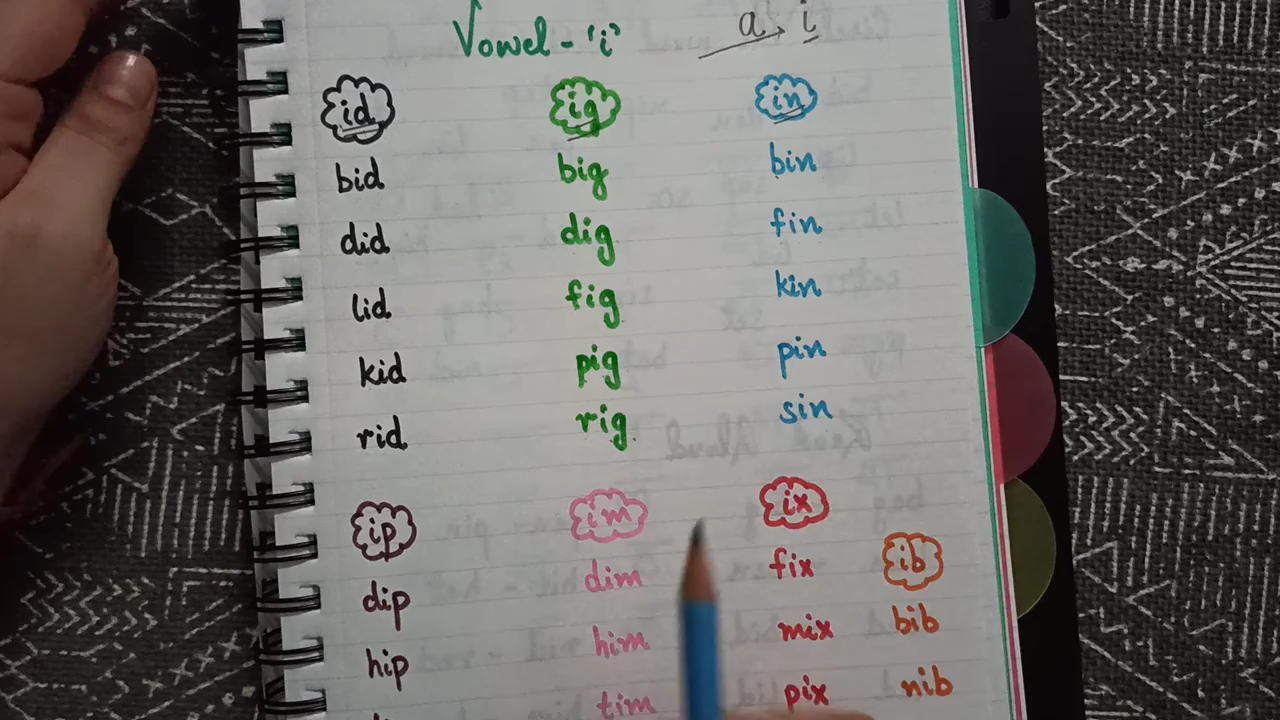 Vowel - 'i' a i
id ig in
bid big bin
did dig fin
lid fig kin
kid pig pin
rid rig sin
ip im ix ib
dip dim fix bib
hip him mix nib
tim pix